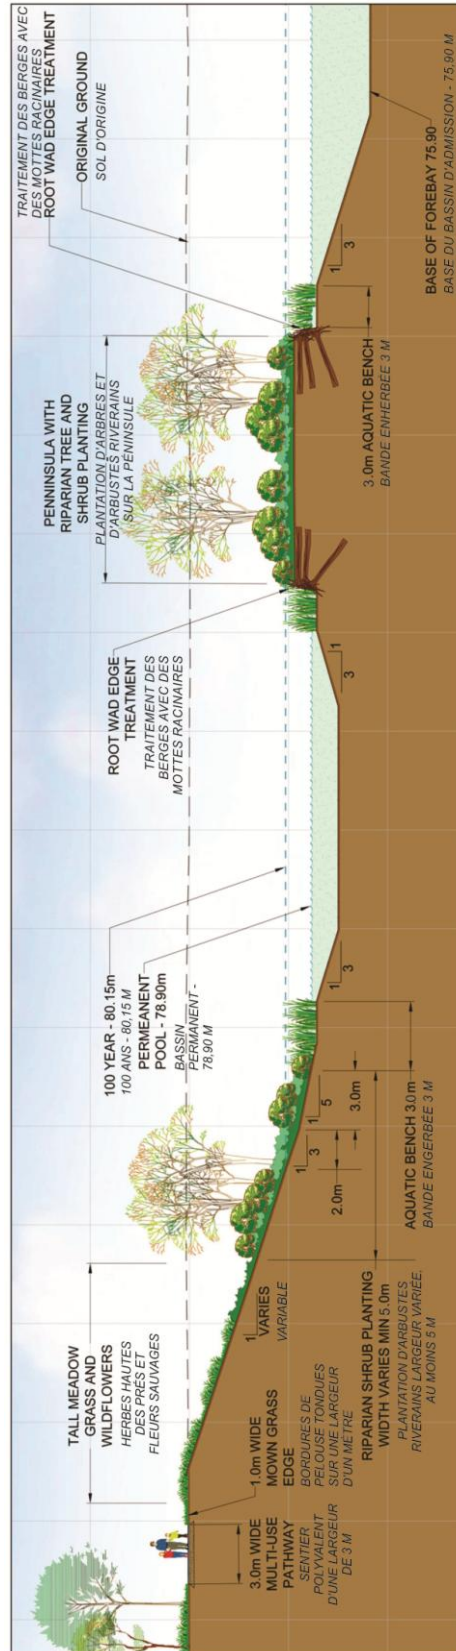 TALL MEADOW
GRASS AND
WILDFLOWERS
HERBES HAUTES
DES PRÉS ET
FLEURS SAUVAGES
100 YEAR - 80.15m
100 ANS - 80,15 M
PERMEANENT
POOL - 78.90m
BASSIN
PERMANENT -
78,90 M
ROOT WAD EDGE
TREATMENT
TRAITEMENT DES
BERGES AVEC DES
MOTTES RACINAIRES
PENNINSULA WITH
RIPARIAN TREE AND
SHRUB PLANTING
PLANTATION D'ARBRES ET
D'ARBUSTES RIVERAINS
SUR LA PÉNINSULE
TRAITEMENT DES BERGES AVEC
DES MOTTES RACINAIRES
ROOT WAD EDGE TREATMENT
ORIGINAL GROUND
SOL D'ORIGINE
3.0m WIDE
MULTI-USE
PATHWAY
SENTIER
POLYVALENT
D'UNE LARGEUR
DE 3 M
1.0m WIDE
MOWN GRASS
EDGE
BORDURES DE
PELOUSE TONDUES
SUR UNE LARGEUR
D'UN MÈTRE
1
VARIES
VARIABLE
RIPARIAN SHRUB PLANTING
WIDTH VARIES MIN 5.0m
PLANTATION D'ARBUSTES
RIVERAINS LARGEUR VARIÉE,
AU MOINS 5 M
1
3
2.0m
1
5
3.0m
AQUATIC BENCH 3.0m
BANDE ENGERBÉE 3 M
1
3
1
3
3.0m AQUATIC BENCH
BANDE ENHERBÉE 3 M
1
3
BASE OF FOREBAY 75.90
BASE DU BASSIN D'ADMISSION - 75,90 M